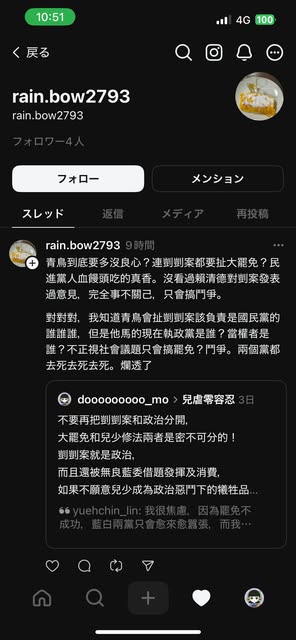 10:51
4G
100
戻る
rain.bow2793
rain.bow2793
フォロワー4人
フォロー
メンション
スレッド
返信
メディア
再投稿
rain.bow2793 9時間
青鳥到底要多沒良心？連剴剴案都要扯大罷免？民
進黨人血饅頭吃的真香。沒看過賴清德對剴案發表
過意見，完全事不關己，只會搞鬥爭。
對對對，我知道青鳥會扯剴剴案該負責是國民黨的
誰誰誰，但是他馬的現在執政黨是誰？當權者是
誰？不正視社會議題只會搞罷免？鬥爭。兩個黨都
去死去死去死。爛透了
dooooooooo_mo > 兒虐零容忍 3日
不要再把剴剴案和政治分開，
大罷免和兒少修法兩者是密不可分的！
剴剴案就是政治，
而且還被無良藍委借題發揮及消費，
如果不願意兒少成為政治惡鬥下的犧牲品...
yuehchin_lin: 我很焦慮，因為罷免不
成功，藍白兩黨只會愈來愈囂張，而我…